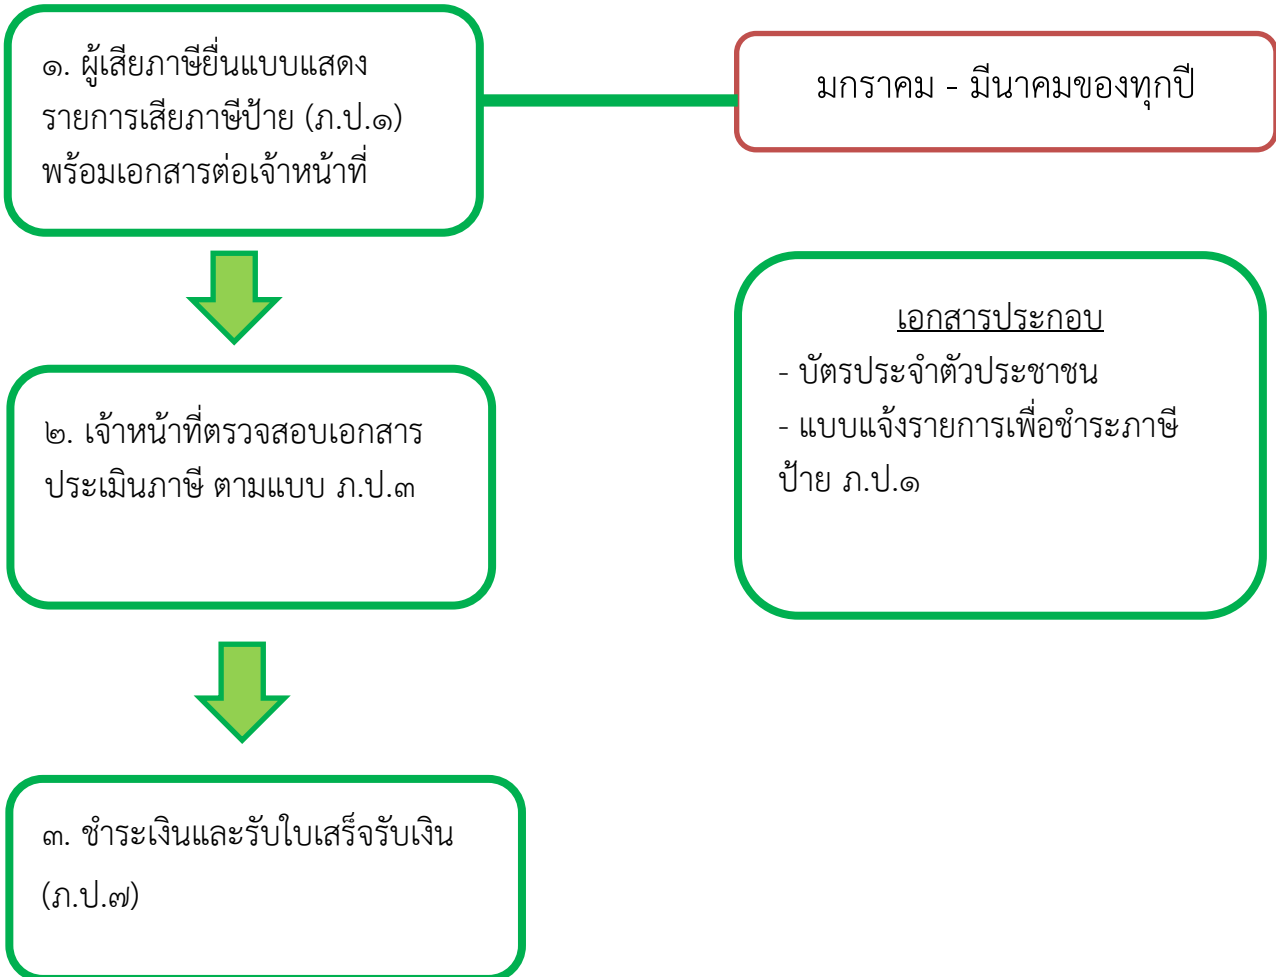 ๑. ผู้เสียภาษียื่นแบบแสดง
รายการเสียภาษีป้าย (ภ.ป.๑)
พร้อมเอกสารต่อเจ้าหน้าที่
มกราคม - มีนาคมของทุกปี
เอกสารประกอบ
- บัตรประจำตัวประชาชน
- แบบแจ้งรายการเพื่อชำระภาษี
ป้าย ภ.ป.๑
๒. เจ้าหน้าที่ตรวจสอบเอกสาร
ประเมินภาษี ตามแบบ ภ.ป.๓
๓. ชำระเงินและรับใบเสร็จรับเงิน
(ภ.ป.๗)